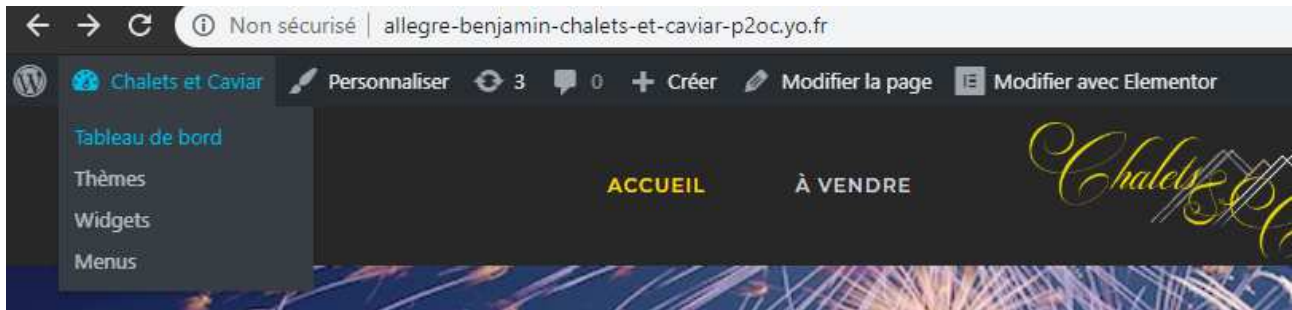 Non sécurisé | allegre-benjamin-chalets-et-caviar-p2oc.yo.fr
Chalets et Caviar Personnaliser 3 0 Créer Modifier la page Modifier avec Elementor
Tableau de bord
Thèmes
Widgets
Menus
ACCUEIL À VENDRE
Chalets &